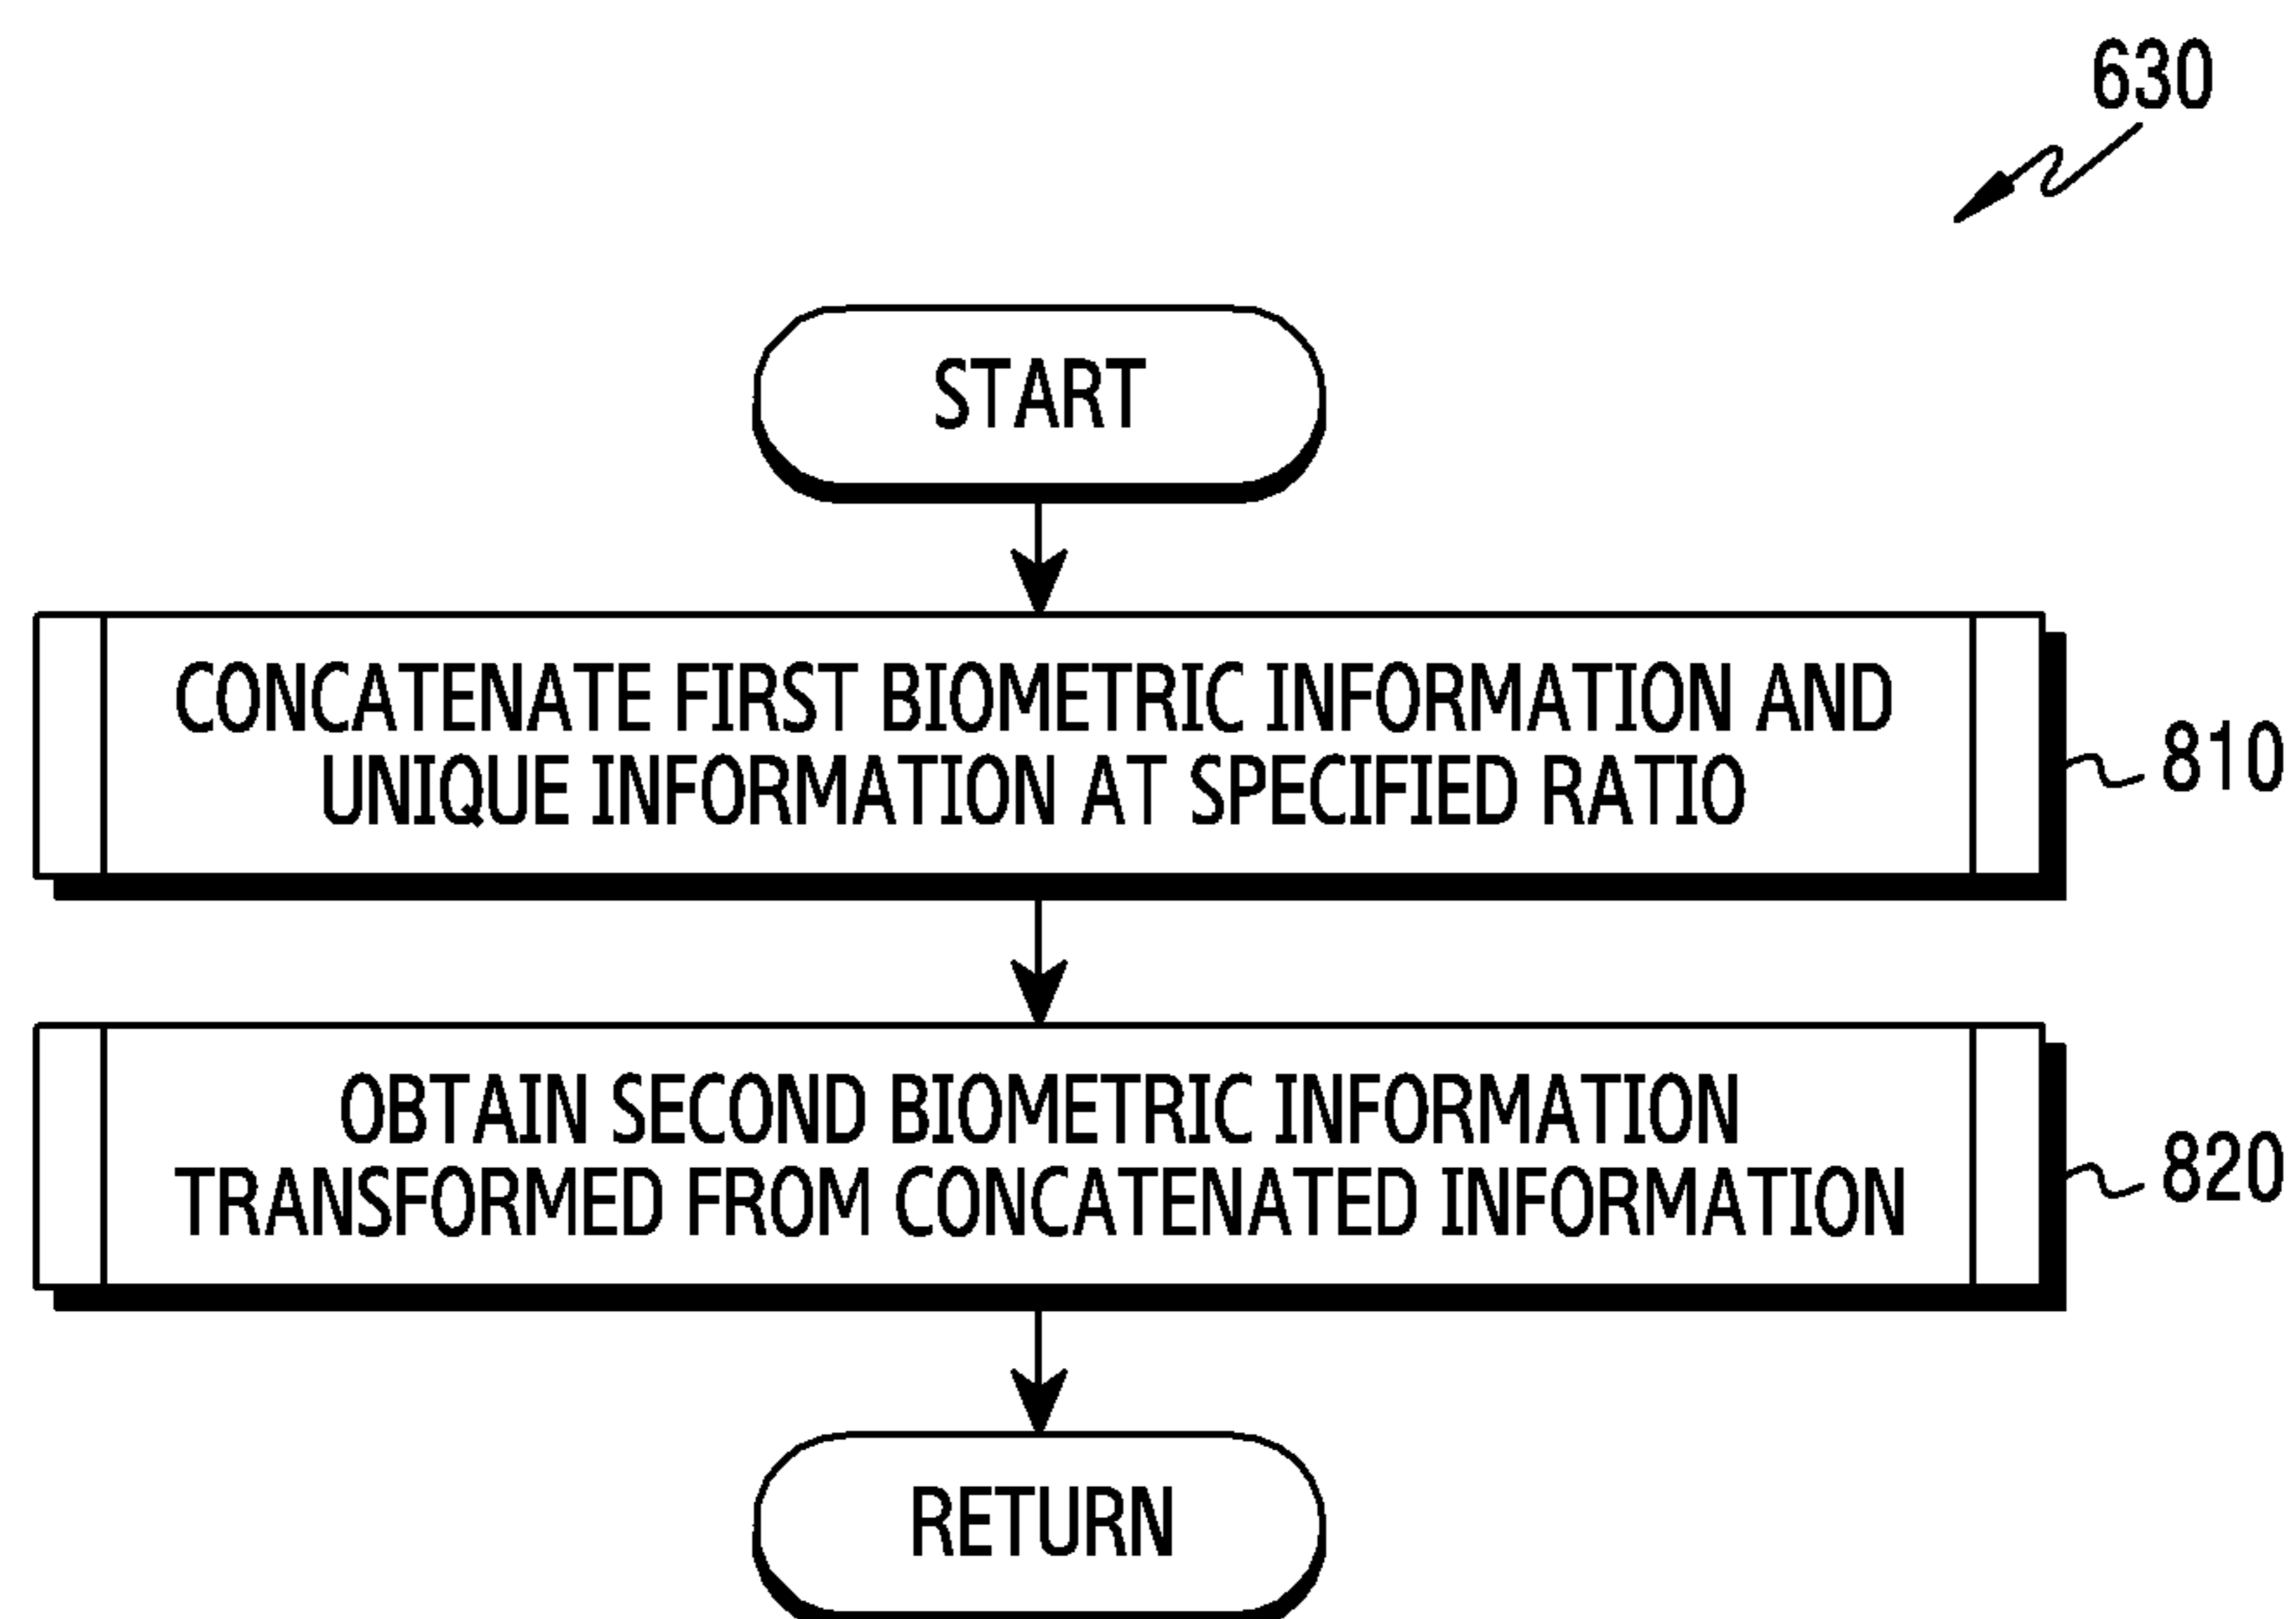 630
START
CONCATENATE FIRST BIOMETRIC INFORMATION AND
UNIQUE INFORMATION AT SPECIFIED RATIO
810
OBTAIN SECOND BIOMETRIC INFORMATION
TRANSFORMED FROM CONCATENATED INFORMATION
820
RETURN